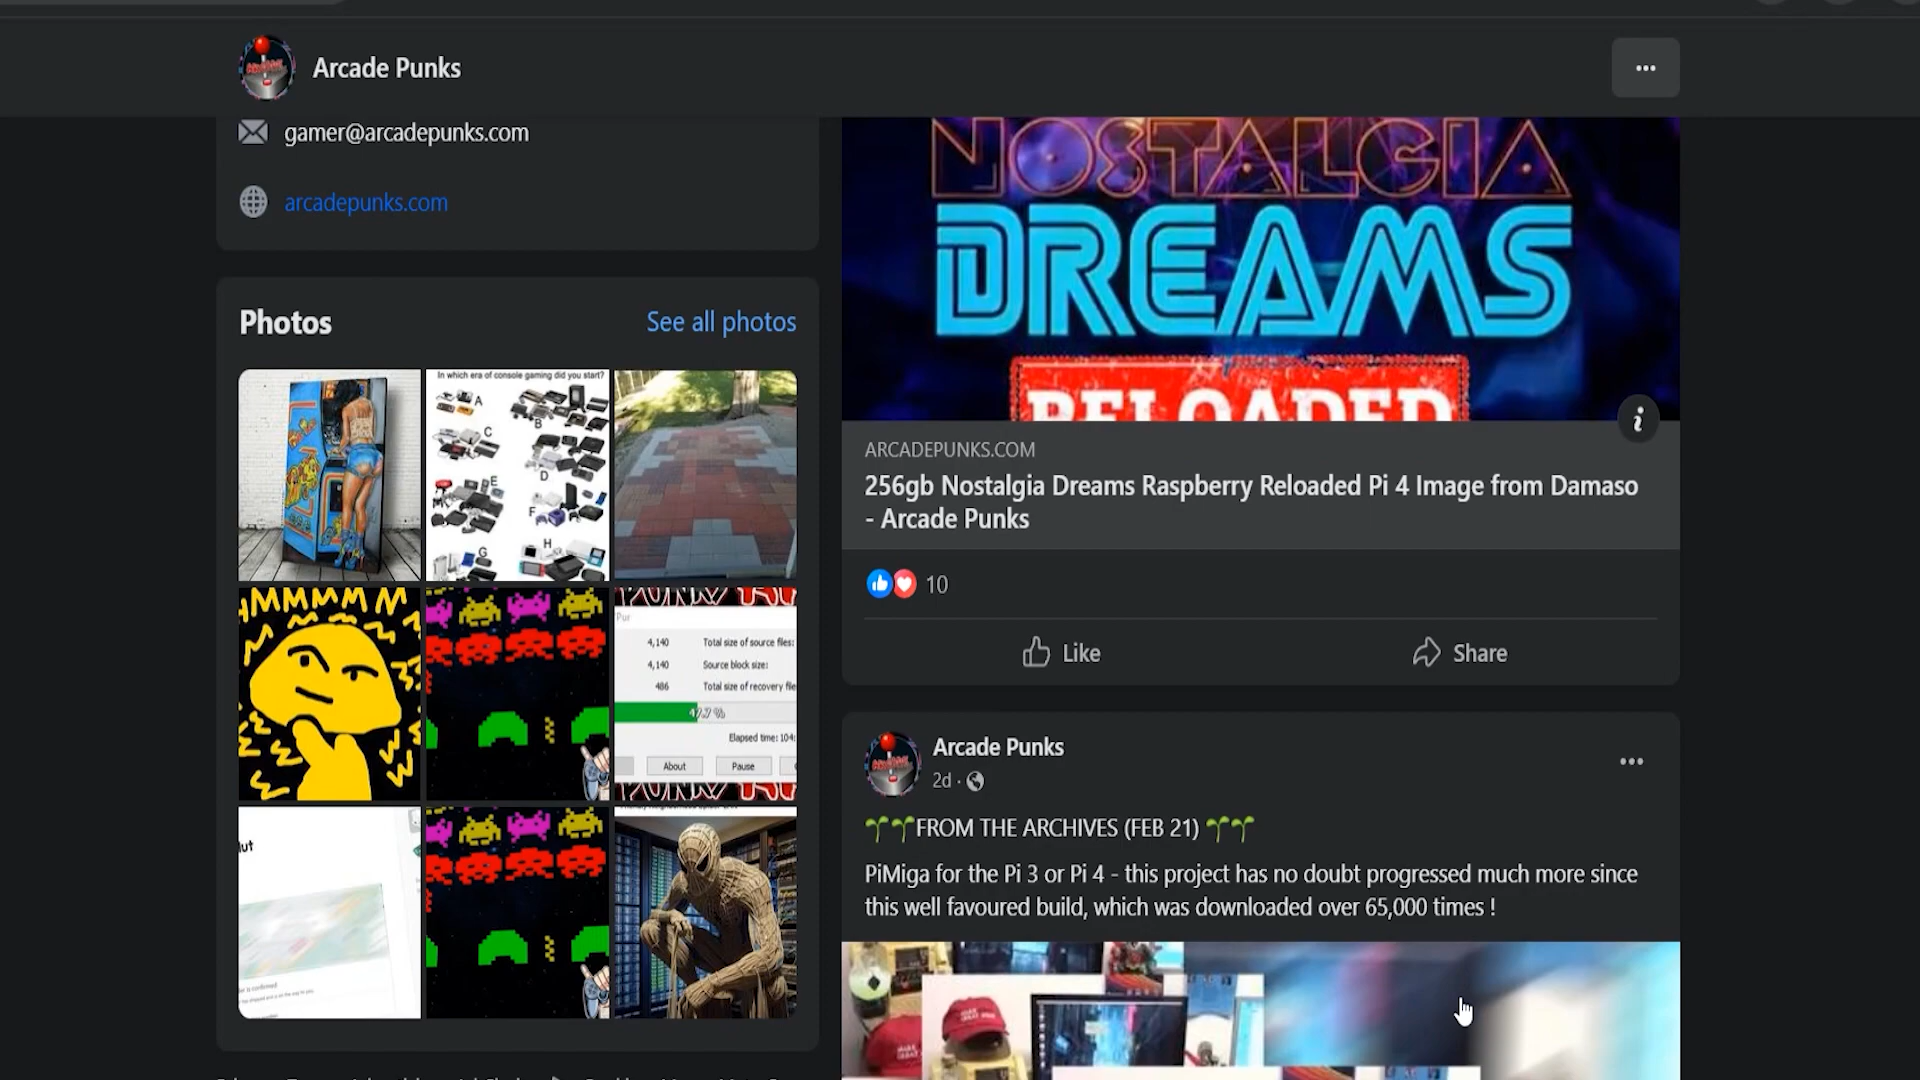 Arcade Punks
gamer@arcadepunks.com
arcadepunks.com
Photos
See all photos
In which era of console gaming did you start?
A
B
C
D
E
F
G
H
HMMMM M
4,140 Total size of source files:
4,140 Source block size:
486 Total size of recovery file
47.7 %
Elapsed time: 104:
About
Pause
NOSTALGIA
DREAMS
RELOADED
ARCADEPUNKS.COM
256gb Nostalgia Dreams Raspberry Reloaded Pi 4 Image from Damaso
- Arcade Punks
10
Like
Share
Arcade Punks
2d ·
FROM THE ARCHIVES (FEB 21)
PiMiga for the Pi 3 or Pi 4 - this project has no doubt progressed much more since
this well favoured build, which was downloaded over 65,000 times !